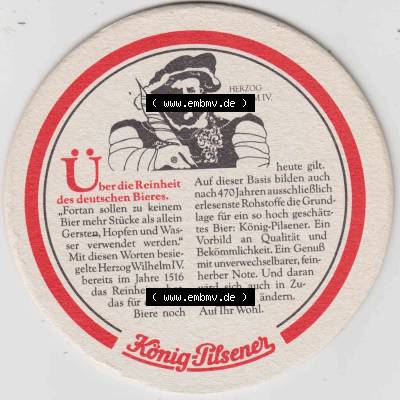 HERZOG
( www.embmv.de )
M.IV.
Über die Reinheit
des deutschen Bieres.
„Fortan sollen zu keinem
Bier mehr Stücke als allein
Gersten, Hopfen und Was-
ser verwendet werden.“
Mit diesen Worten besie-
gelte Herzog Wilhelm IV.
bereits im Jahre 1516
das Reinhe
das für
Biere noch
heute gilt.
Auf dieser Basis bilden auch
nach 470 Jahren ausschließlich
erlesenste Rohstoffe die Grund-
lage für ein so hoch geschätz-
tes Bier: König-Pilsener. Ein
Vorbild an Qualität und
Bekömmlichkeit. Ein Genuß
mit unverwechselbarer, fein-
herber Note. Und daran
wird sich auch in Zu-
ändern.
Auf Ihr Wohl.
( www.embmv.de )
König-Pilsener